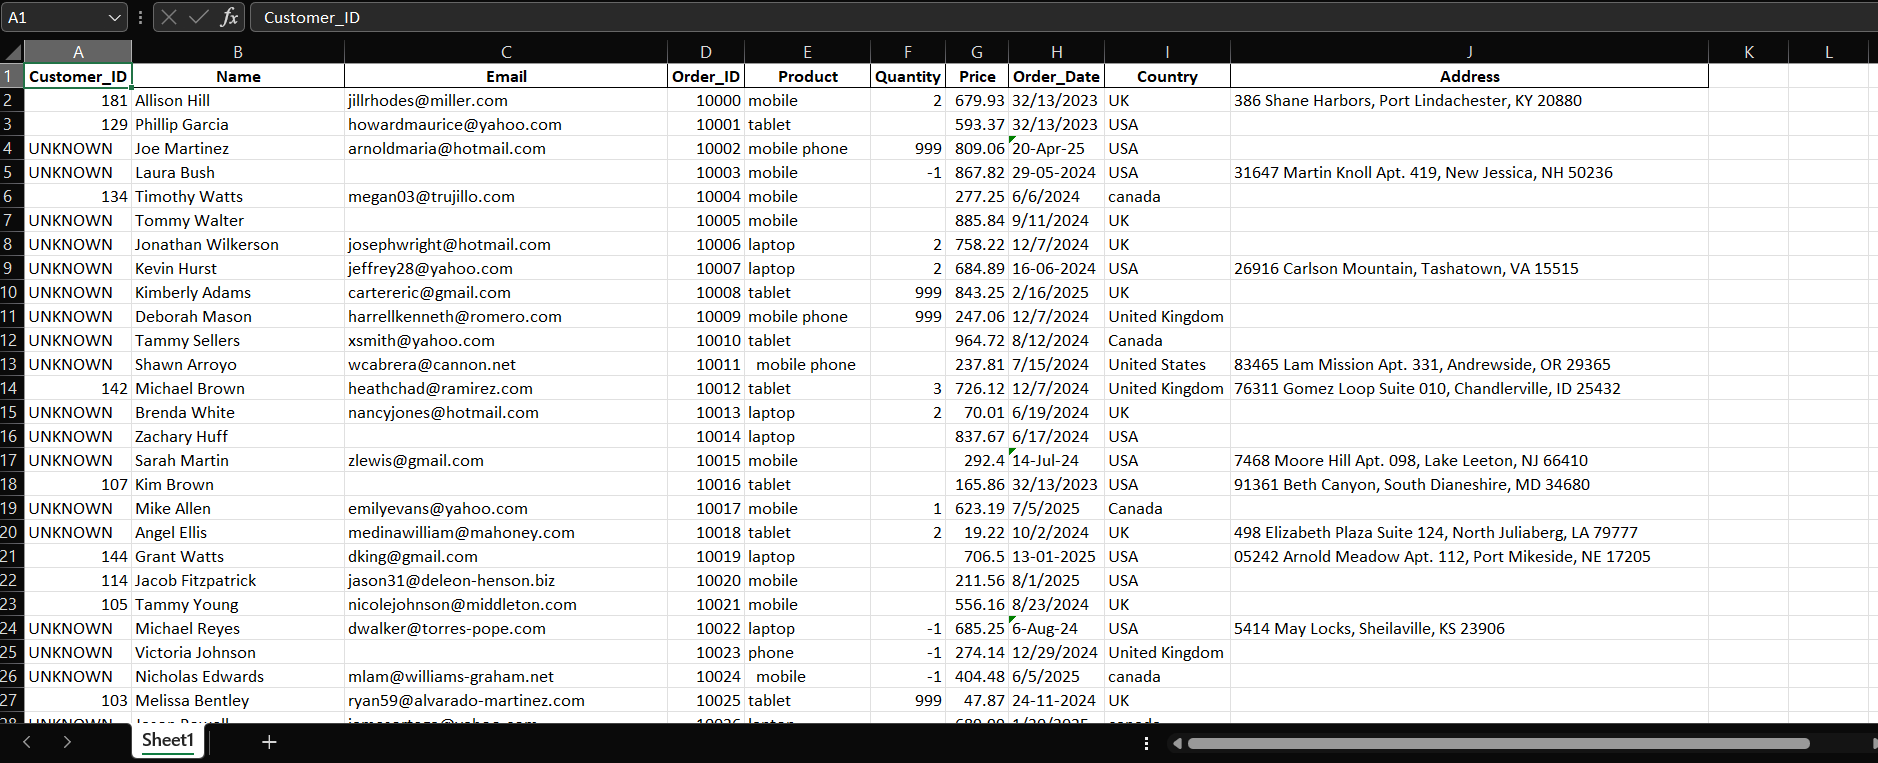 A1 fx Customer_ID
A B C D E F G H I J K L
1 Customer_ID Name Email Order_ID Product Quantity Price Order_Date Country Address
2 181 Allison Hill jillrhodes@miller.com 10000 mobile 2 679.93 32/13/2023 UK 386 Shane Harbors, Port Lindachester, KY 20880
3 129 Phillip Garcia howardmaurice@yahoo.com 10001 tablet 593.37 32/13/2023 USA
4 UNKNOWN Joe Martinez arnoldmaria@hotmail.com 10002 mobile phone 999 809.06 20-Apr-25 USA
5 UNKNOWN Laura Bush 10003 mobile -1 867.82 29-05-2024 USA 31647 Martin Knoll Apt. 419, New Jessica, NH 50236
6 134 Timothy Watts megan03@trujillo.com 10004 mobile 277.25 6/6/2024 canada
7 UNKNOWN Tommy Walter 10005 mobile 885.84 9/11/2024 UK
8 UNKNOWN Jonathan Wilkerson josephwright@hotmail.com 10006 laptop 2 758.22 12/7/2024 UK
9 UNKNOWN Kevin Hurst jeffrey28@yahoo.com 10007 laptop 2 684.89 16-06-2024 USA 26916 Carlson Mountain, Tashatown, VA 15515
10 UNKNOWN Kimberly Adams cartereric@gmail.com 10008 tablet 999 843.25 2/16/2025 UK
11 UNKNOWN Deborah Mason harrellkenneth@romero.com 10009 mobile phone 999 247.06 12/7/2024 United Kingdom
12 UNKNOWN Tammy Sellers xsmith@yahoo.com 10010 tablet 964.72 8/12/2024 Canada
13 UNKNOWN Shawn Arroyo wcabrera@cannon.net 10011 mobile phone 237.81 7/15/2024 United States 83465 Lam Mission Apt. 331, Andrewside, OR 29365
14 142 Michael Brown heathchad@ramirez.com 10012 tablet 3 726.12 12/7/2024 United Kingdom 76311 Gomez Loop Suite 010, Chandlerville, ID 25432
15 UNKNOWN Brenda White nancyjones@hotmail.com 10013 laptop 2 70.01 6/19/2024 UK
16 UNKNOWN Zachary Huff 10014 laptop 837.67 6/17/2024 USA
17 UNKNOWN Sarah Martin zlewis@gmail.com 10015 mobile 292.4 14-Jul-24 USA 7468 Moore Hill Apt. 098, Lake Leeton, NJ 66410
18 107 Kim Brown 10016 tablet 165.86 32/13/2023 USA 91361 Beth Canyon, South Dianeshire, MD 34680
19 UNKNOWN Mike Allen emilyevans@yahoo.com 10017 mobile 1 623.19 7/5/2025 Canada
20 UNKNOWN Angel Ellis medinawilliam@mahoney.com 10018 tablet 2 19.22 10/2/2024 UK 498 Elizabeth Plaza Suite 124, North Juliaberg, LA 79777
21 144 Grant Watts dking@gmail.com 10019 laptop 706.5 13-01-2025 USA 05242 Arnold Meadow Apt. 112, Port Mikeside, NE 17205
22 114 Jacob Fitzpatrick jason31@deleon-henson.biz 10020 mobile 211.56 8/1/2025 USA
23 105 Tammy Young nicolejohnson@middleton.com 10021 mobile 556.16 8/23/2024 UK
24 UNKNOWN Michael Reyes dwalker@torres-pope.com 10022 laptop -1 685.25 6-Aug-24 USA 5414 May Locks, Sheilaville, KS 23906
25 UNKNOWN Victoria Johnson 10023 phone -1 274.14 12/29/2024 United Kingdom
26 UNKNOWN Nicholas Edwards mlam@williams-graham.net 10024 mobile -1 404.48 6/5/2025 canada
27 103 Melissa Bentley ryan59@alvarado-martinez.com 10025 tablet 999 47.87 24-11-2024 UK
Sheet1